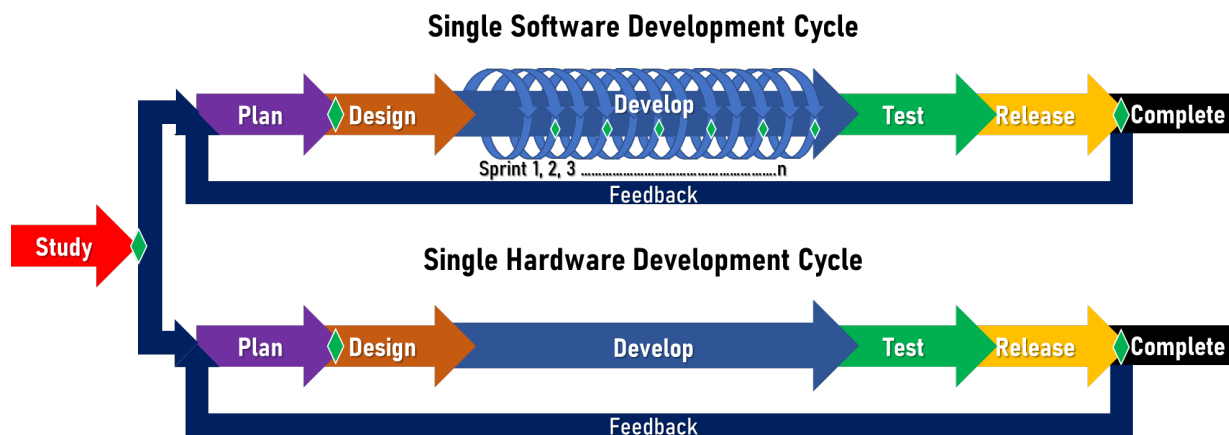 Single Software Development Cycle
Plan
Design
Develop
Test
Release
Complete
Sprint 1, 2, 3 ……………………………………………….n
Feedback
Study
Single Hardware Development Cycle
Plan
Design
Develop
Test
Release
Complete
Feedback